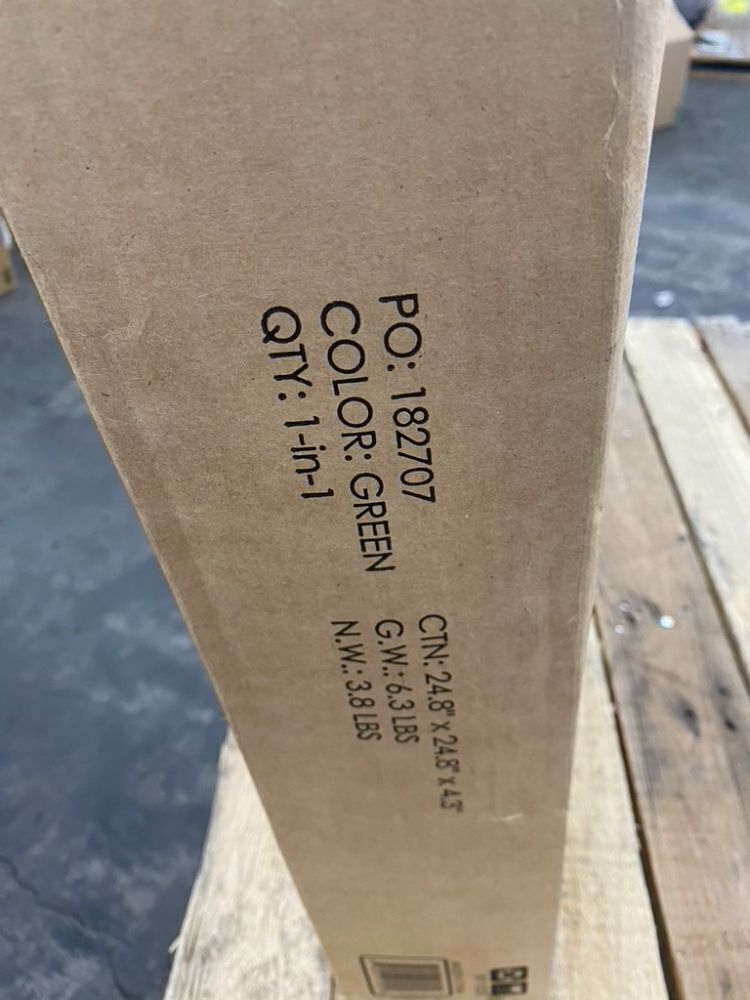 PO: 182707
COLOR: GREEN
QTY: 1-in-1
CTN: 24.8" x 24.8" x 4.3"
G.W.: 6.3 LBS
N.W.: 3.8 LBS